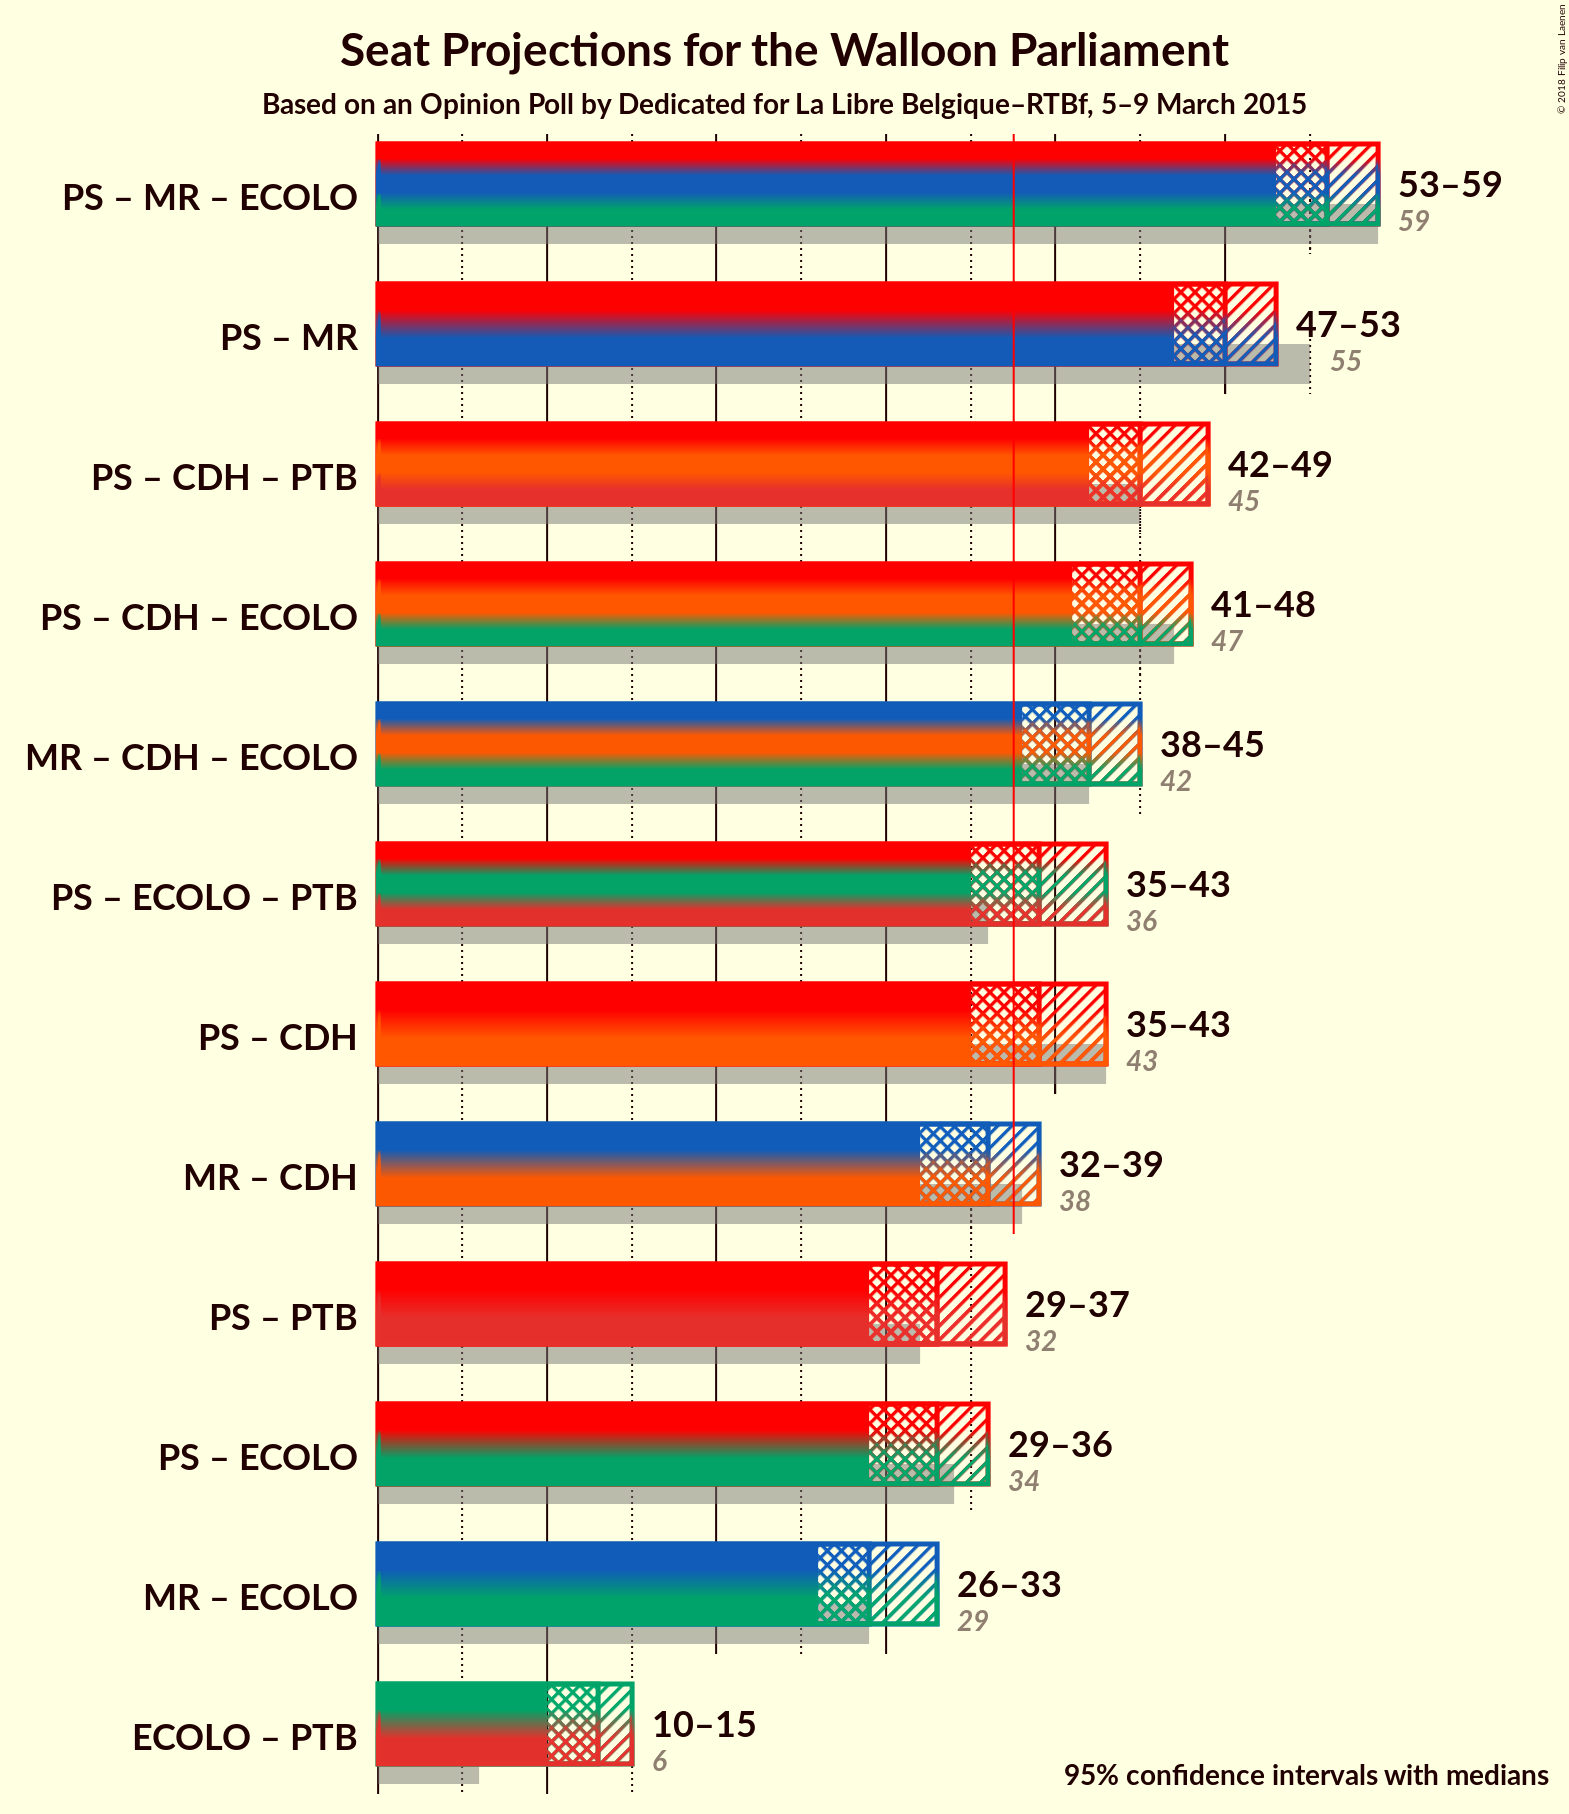 Seat Projections for the Walloon Parliament
Based on an Opinion Poll by Dedicated for La Libre Belgique–RTBf, 5–9 March 2015
© 2018 Filip van Laenen
PS – MR – ECOLO
53–59
59
PS – MR
47–53
55
PS – CDH – PTB
42–49
45
PS – CDH – ECOLO
41–48
47
MR – CDH – ECOLO
38–45
42
PS – ECOLO – PTB
35–43
36
PS – CDH
35–43
43
MR – CDH
32–39
38
PS – PTB
29–37
32
PS – ECOLO
29–36
34
MR – ECOLO
26–33
29
ECOLO – PTB
10–15
6
95% confidence intervals with medians